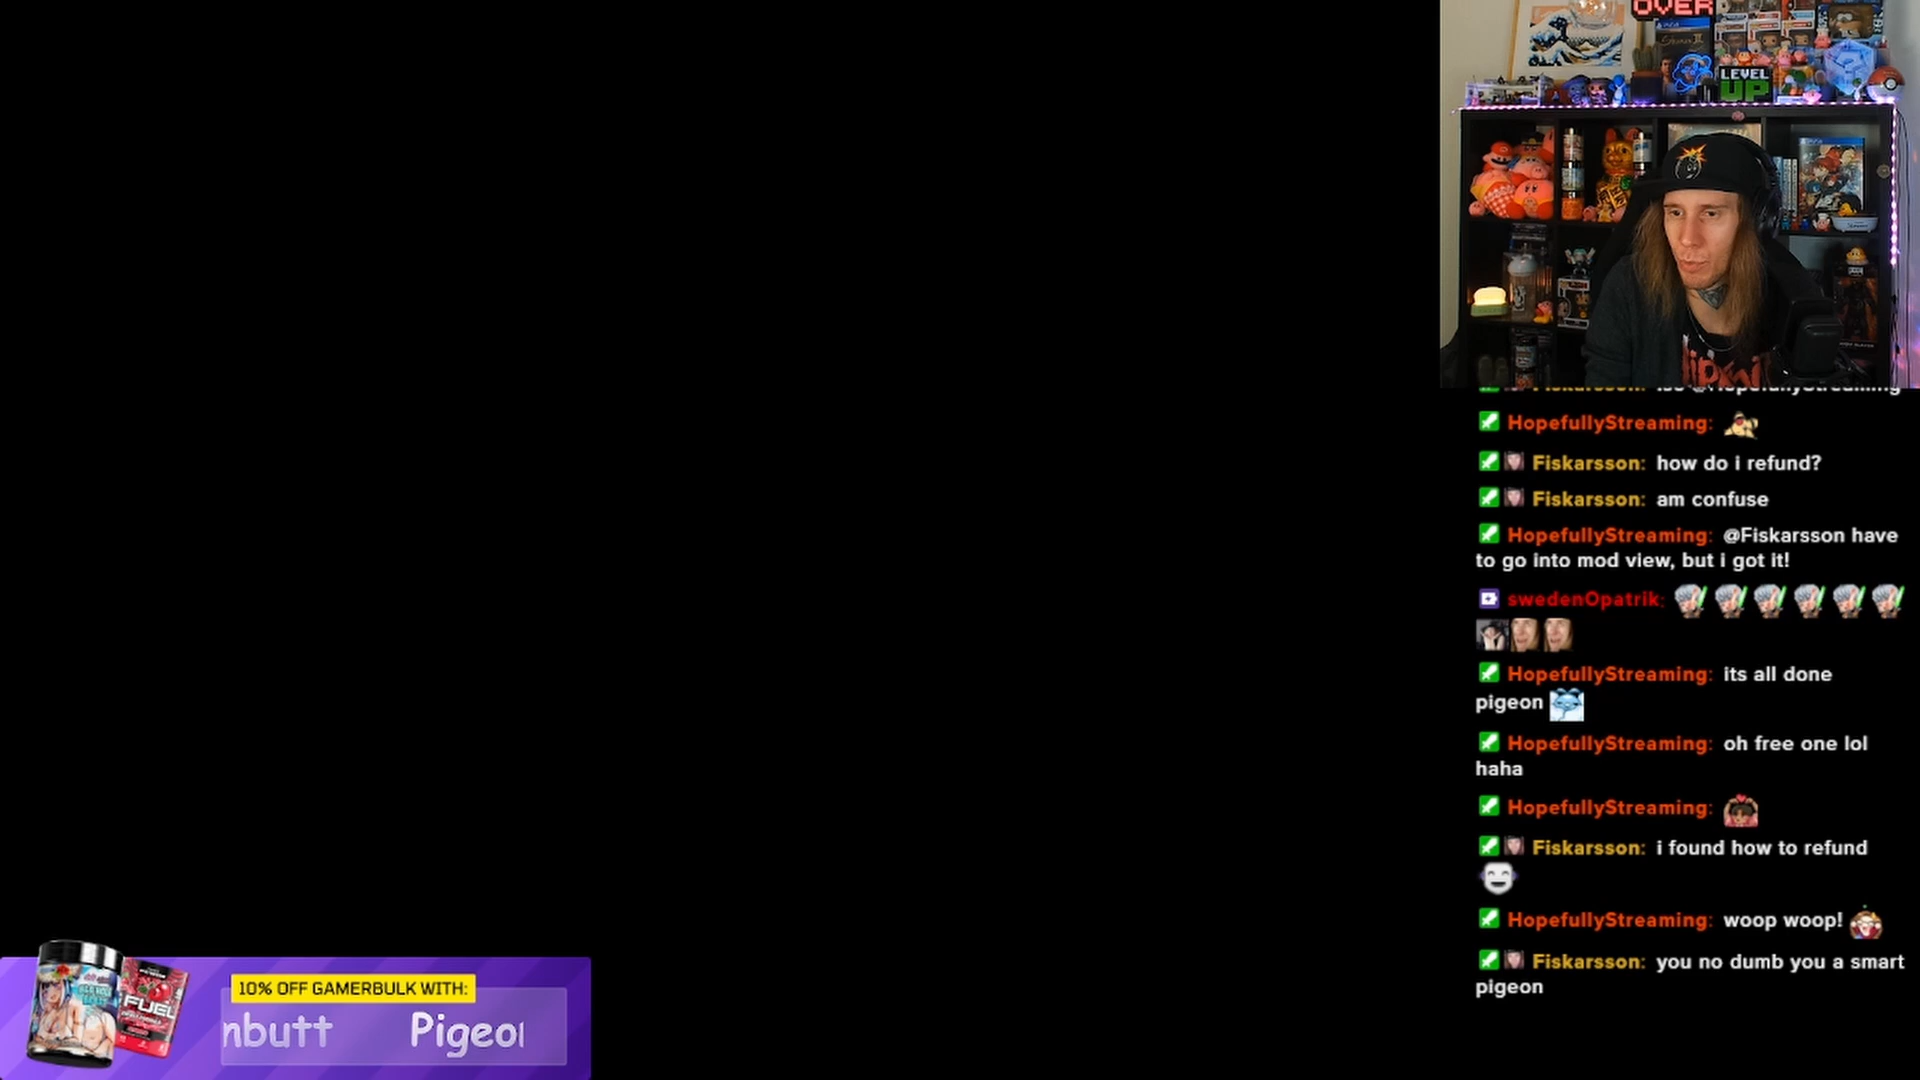 OVER
LEVEL
UP
HopefullyStreaming:
Fiskarsson: how do i refund?
Fiskarsson: am confuse
HopefullyStreaming: @Fiskarsson have
to go into mod view, but i got it!
swedenOpatrik:
HopefullyStreaming: its all done
pigeon
HopefullyStreaming: oh free one lol
haha
HopefullyStreaming:
Fiskarsson: i found how to refund
HopefullyStreaming: woop woop!
Fiskarsson: you no dumb you a smart
pigeon
10% OFF GAMERBULK WITH:
nbutt Pigeo
FUEL